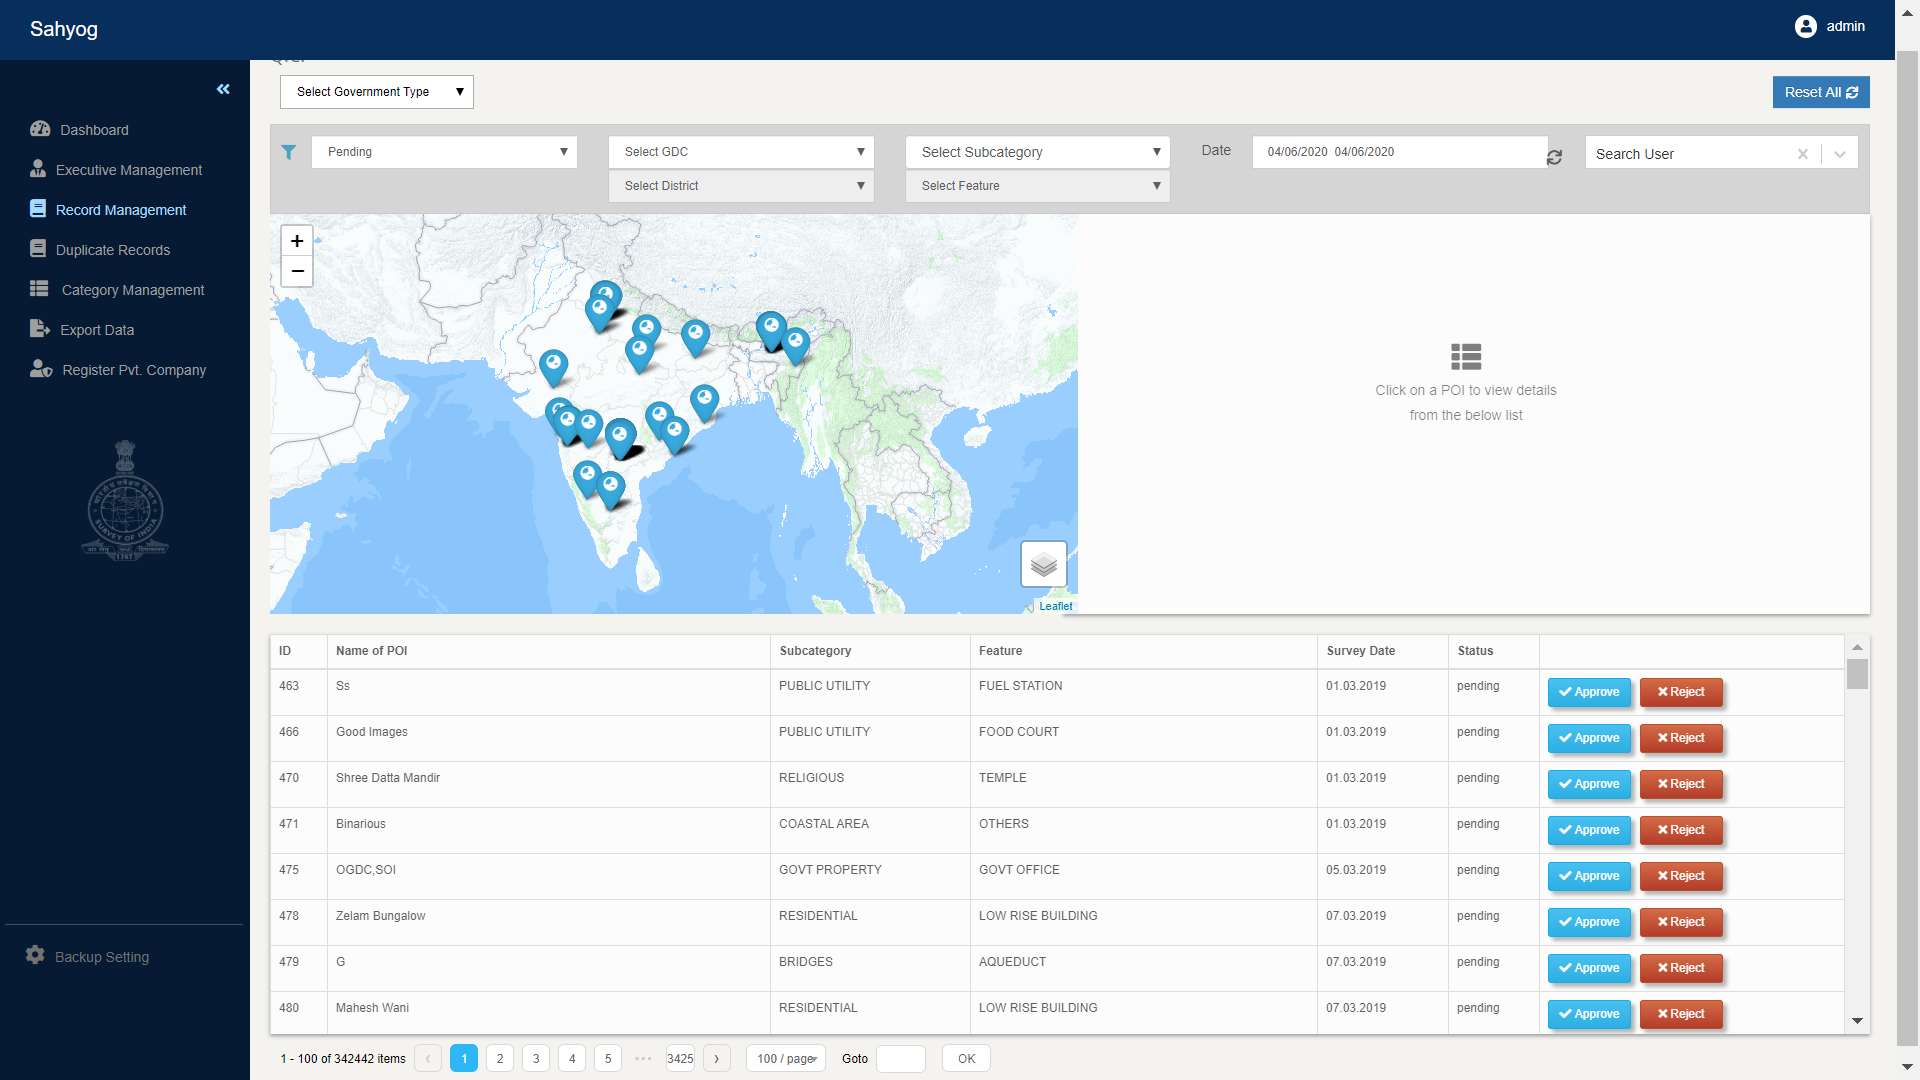 Sahyog
admin
Select Government Type
Reset All
Dashboard
Executive Management
Record Management
Duplicate Records
Category Management
Export Data
Register Pvt. Company
SURVEY OF INDIA
1767
Backup Setting
Pending
Select GDC
Select Subcategory
Date
04/06/2020 04/06/2020
Search User
Select District
Select Feature
+
−
Click on a POI to view details
from the below list
Leaflet
ID Name of POI Subcategory Feature Survey Date Status
463 Ss PUBLIC UTILITY FUEL STATION 01.03.2019 pending Approve Reject
466 Good Images PUBLIC UTILITY FOOD COURT 01.03.2019 pending Approve Reject
470 Shree Datta Mandir RELIGIOUS TEMPLE 01.03.2019 pending Approve Reject
471 Binarious COASTAL AREA OTHERS 01.03.2019 pending Approve Reject
475 OGDC,SOI GOVT PROPERTY GOVT OFFICE 05.03.2019 pending Approve Reject
478 Zelam Bungalow RESIDENTIAL LOW RISE BUILDING 07.03.2019 pending Approve Reject
479 G BRIDGES AQUEDUCT 07.03.2019 pending Approve Reject
480 Mahesh Wani RESIDENTIAL LOW RISE BUILDING 07.03.2019 pending Approve Reject
1 - 100 of 342442 items ‹ 1 2 3 4 5 ••• 3425 › 100 / page Goto OK